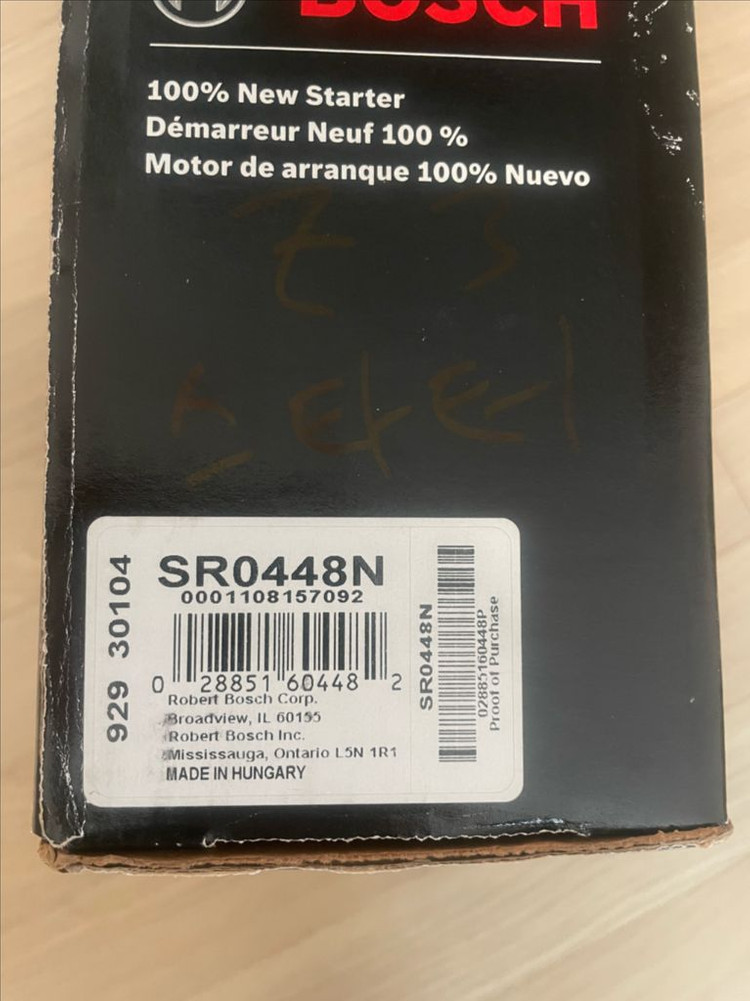 BOSCH
100% New Starter
Démarreur Neuf 100 %
Motor de arranque 100% Nuevo
929 30104
SR0448N
0001108157092
0 28851 60448 2
Robert Bosch Corp.
Broadview, IL 60155
Robert Bosch Inc.
Mississauga, Ontario L5N 1R1
MADE IN HUNGARY
SR0448N
02885160448P
Proof of Purchase